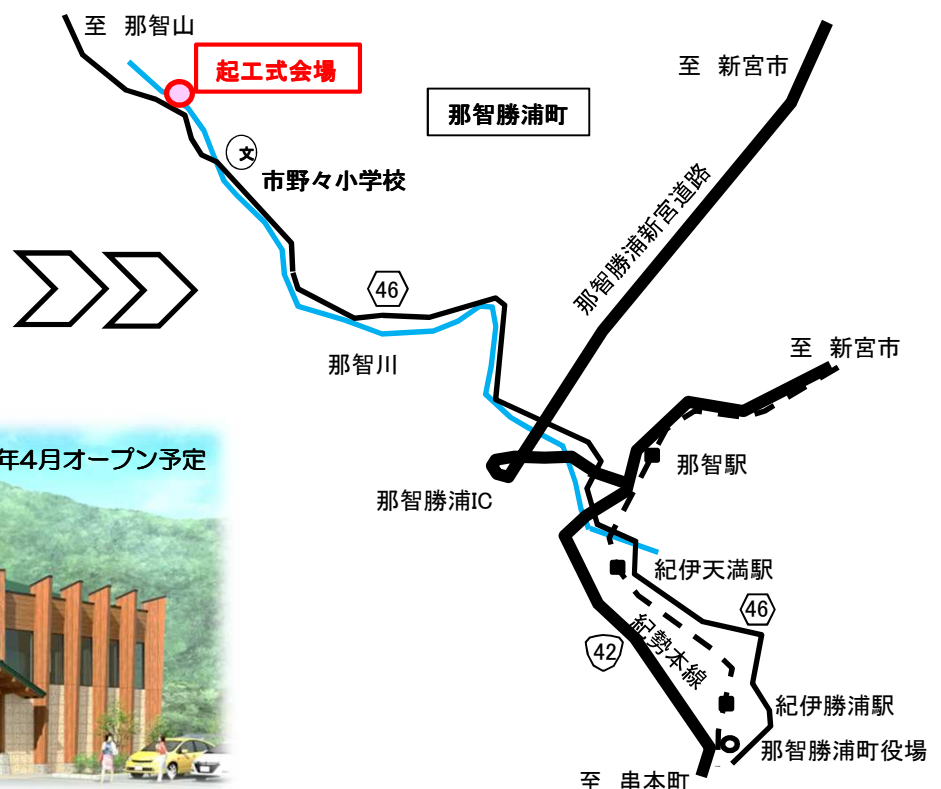 至 那智山
起工式会場
至 新宮市
那智勝浦町
文
市野々小学校
那智勝浦新宮道路
46
那智川
至 新宮市
年4月オープン予定
那智駅
那智勝浦IC
紀伊天満駅
46
紀勢本線
42
紀伊勝浦駅
那智勝浦町役場
至 串本町